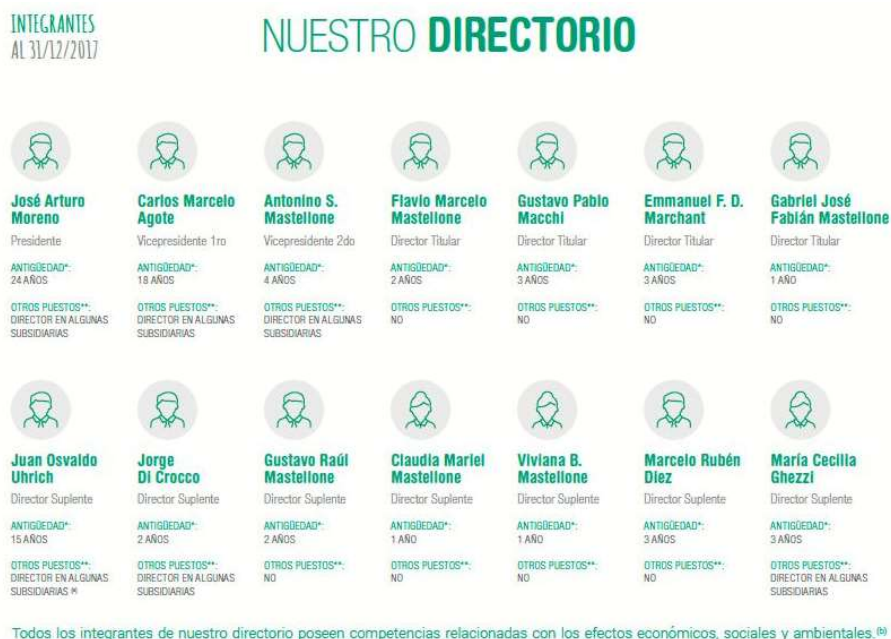 INTEGRANTES
AL 31/12/2017
NUESTRO DIRECTORIO
José Arturo
Moreno
Presidente
ANTIGÜEDAD*:
24 AÑOS
OTROS PUESTOS**:
DIRECTOR EN ALGUNAS
SUBSIDIARIAS
Carlos Marcelo
Agote
Vicepresidente 1ro
ANTIGÜEDAD*:
18 AÑOS
OTROS PUESTOS**:
DIRECTOR EN ALGUNAS
SUBSIDIARIAS
Antonino S.
Mastellone
Vicepresidente 2do
ANTIGÜEDAD*:
4 AÑOS
OTROS PUESTOS**:
DIRECTOR EN ALGUNAS
SUBSIDIARIAS
Flavio Marcelo
Mastellone
Director Titular
ANTIGÜEDAD*:
2 AÑOS
OTROS PUESTOS**:
NO
Gustavo Pablo
Macchi
Director Titular
ANTIGÜEDAD*:
3 AÑOS
OTROS PUESTOS**:
NO
Emmanuel F. D.
Marchant
Director Titular
ANTIGÜEDAD*:
3 AÑOS
OTROS PUESTOS**:
NO
Gabriel José
Fabián Mastellone
Director Titular
ANTIGÜEDAD*:
1 AÑO
OTROS PUESTOS**:
NO
Juan Osvaldo
Uhrich
Director Suplente
ANTIGÜEDAD*:
15 AÑOS
OTROS PUESTOS**:
DIRECTOR EN ALGUNAS
SUBSIDIARIAS
Jorge
Di Crocco
Director Suplente
ANTIGÜEDAD*:
2 AÑOS
OTROS PUESTOS**:
DIRECTOR EN ALGUNAS
SUBSIDIARIAS
Gustavo Raúl
Mastellone
Director Suplente
ANTIGÜEDAD*:
2 AÑOS
OTROS PUESTOS**:
NO
Claudia Mariel
Mastellone
Director Suplente
ANTIGÜEDAD*:
1 AÑO
OTROS PUESTOS**:
NO
Viviana B.
Mastellone
Director Suplente
ANTIGÜEDAD*:
1 AÑO
OTROS PUESTOS**:
NO
Marcelo Rubén
Diez
Director Suplente
ANTIGÜEDAD*:
3 AÑOS
OTROS PUESTOS**:
NO
María Cecilia
Ghezzi
Director Suplente
ANTIGÜEDAD*:
3 AÑOS
OTROS PUESTOS**:
DIRECTOR EN ALGUNAS
SUBSIDIARIAS
Todos los integrantes de nuestro directorio poseen competencias relacionadas con los efectos económicos, sociales y ambientales.(b)